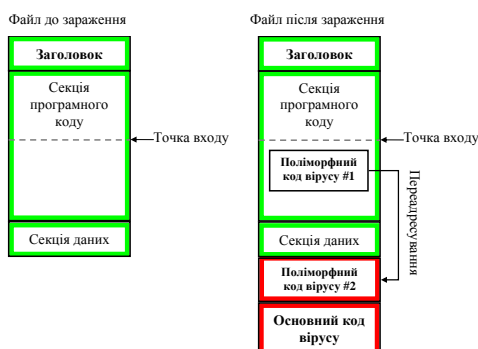 Файл до зараження
Заголовок
Секція
програмного
коду
Точка входу
Секція даних
Файл після зараження
Заголовок
Секція
програмного
коду
Точка входу
Поліморфний
код вірусу #1
Переадресування
Секція даних
Поліморфний
код вірусу #2
Основний код
вірусу